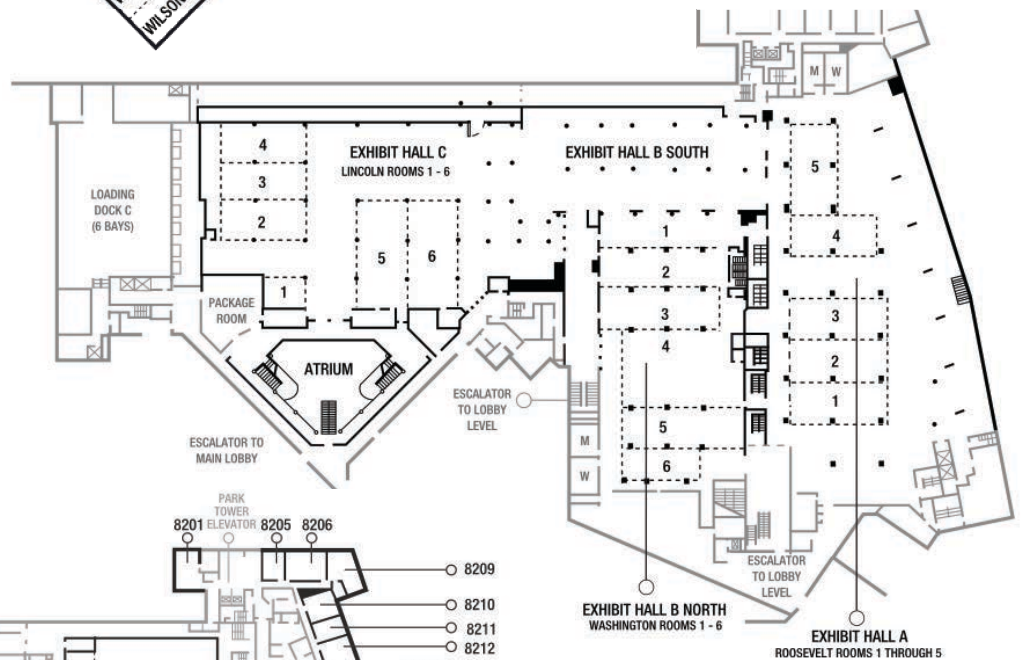 WILSON
M W
4
3
2
1
EXHIBIT HALL C
LINCOLN ROOMS 1 - 6
5 6
EXHIBIT HALL B SOUTH
LOADING
DOCK C
(6 BAYS)
PACKAGE
ROOM
ATRIUM
ESCALATOR TO
MAIN LOBBY
ESCALATOR
TO LOBBY
LEVEL
M
W
1
2
3
4
5
6
5
4
3
2
1
ESCALATOR
TO LOBBY
LEVEL
EXHIBIT HALL B NORTH
WASHINGTON ROOMS 1 - 6
EXHIBIT HALL A
ROOSEVELT ROOMS 1 THROUGH 5
PARK
TOWER
ELEVATOR
8201 8205 8206
8209
8210
8211
8212